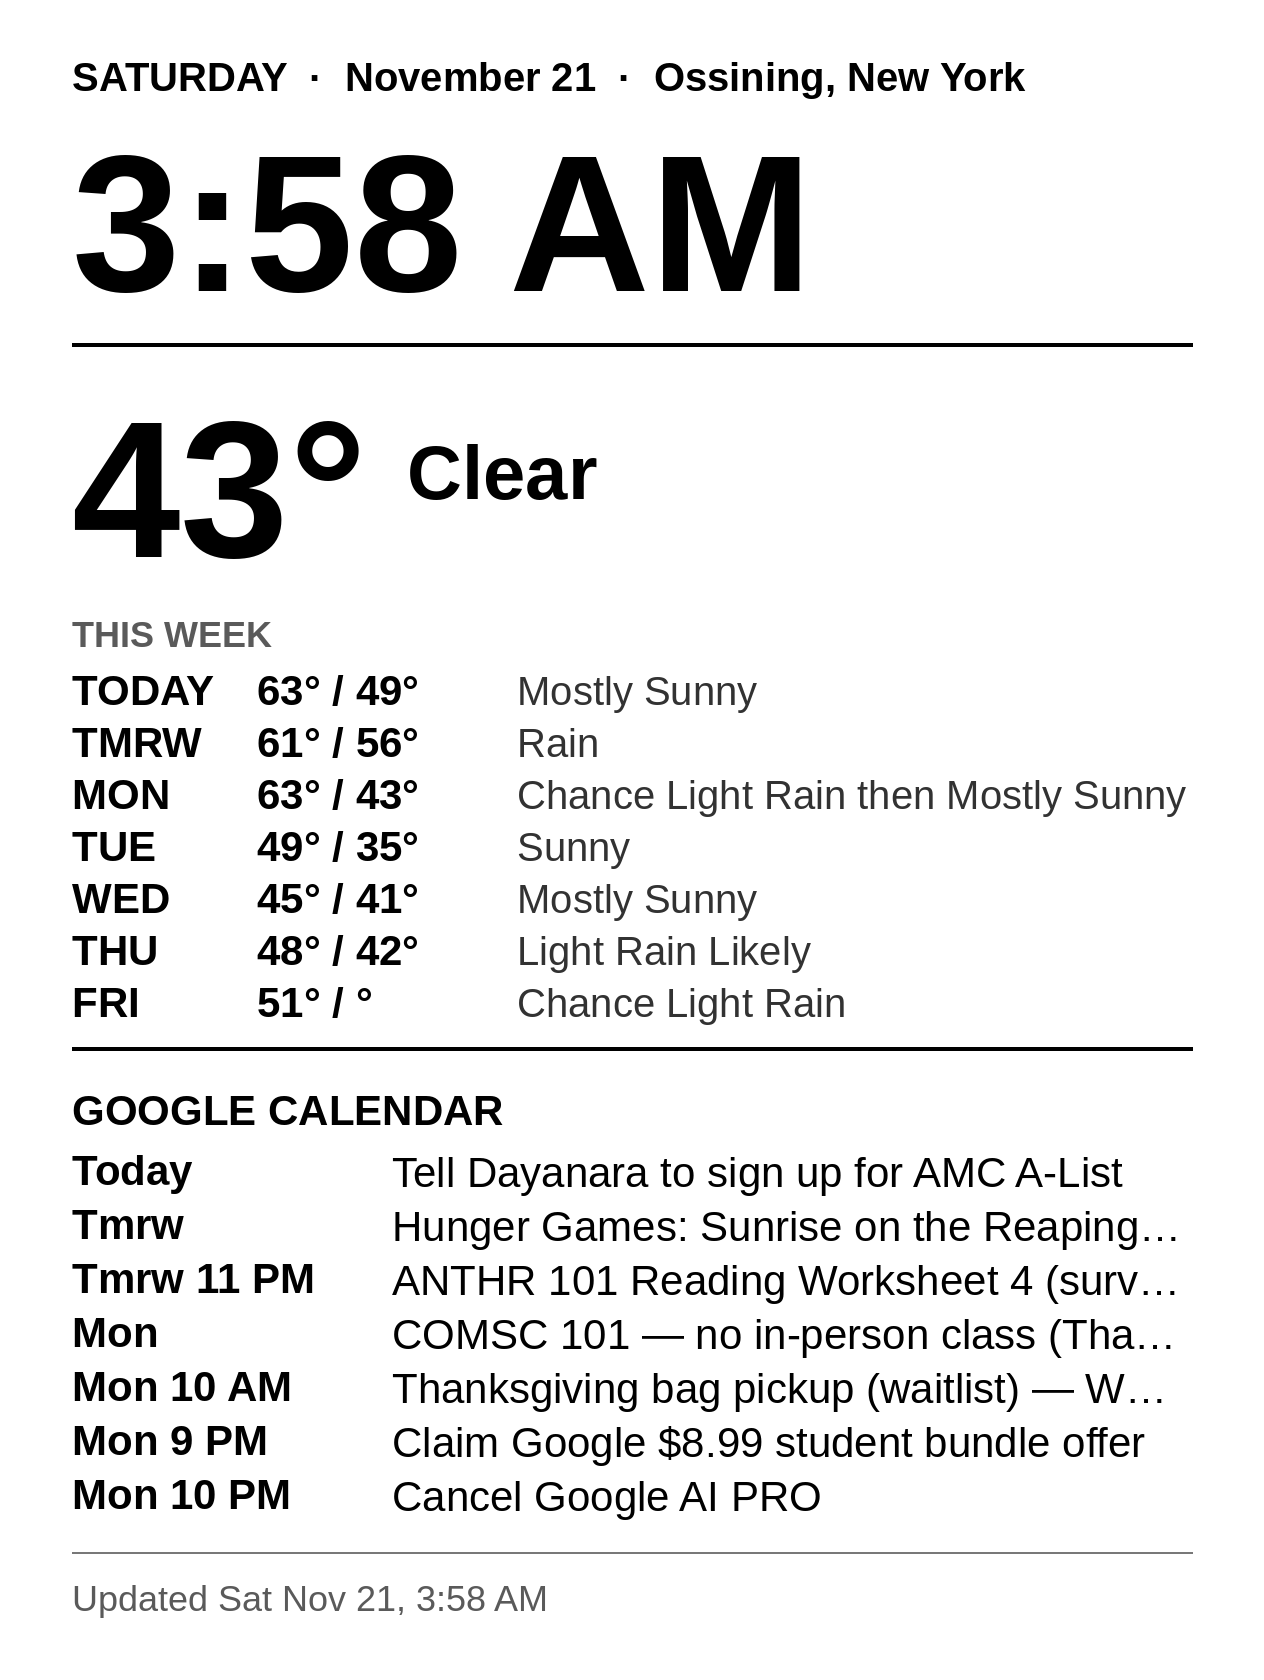 SATURDAY · November 21 · Ossining, New York
3:58 AM
43° Clear
THIS WEEK
TODAY 63° / 49° Mostly Sunny
TMRW 61° / 56° Rain
MON 63° / 43° Chance Light Rain then Mostly Sunny
TUE 49° / 35° Sunny
WED 45° / 41° Mostly Sunny
THU 48° / 42° Light Rain Likely
FRI 51° / ° Chance Light Rain
GOOGLE CALENDAR
Today Tell Dayanara to sign up for AMC A-List
Tmrw Hunger Games: Sunrise on the Reaping…
Tmrw 11 PM ANTHR 101 Reading Worksheet 4 (surv…
Mon COMSC 101 — no in-person class (Tha…
Mon 10 AM Thanksgiving bag pickup (waitlist) — W…
Mon 9 PM Claim Google $8.99 student bundle offer
Mon 10 PM Cancel Google AI PRO
Updated Sat Nov 21, 3:58 AM